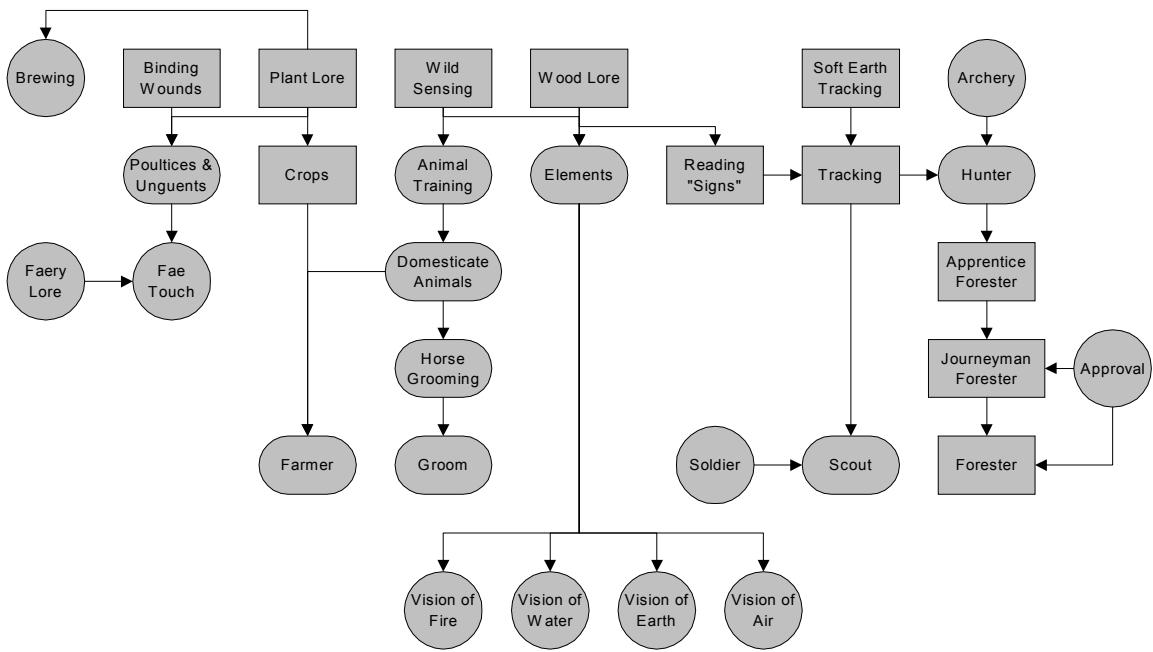 Brewing
Binding
Wounds
Plant Lore
Wild
Sensing
Wood Lore
Soft Earth
Tracking
Archery
Poultices &
Unguents
Crops
Animal
Training
Elements
Reading
"Signs"
Tracking
Hunter
Faery
Lore
Fae
Touch
Domesticate
Animals
Apprentice
Forester
Horse
Grooming
Journeyman
Forester
Approval
Farmer
Groom
Soldier
Scout
Forester
Vision of
Fire
Vision of
Water
Vision of
Earth
Vision of
Air